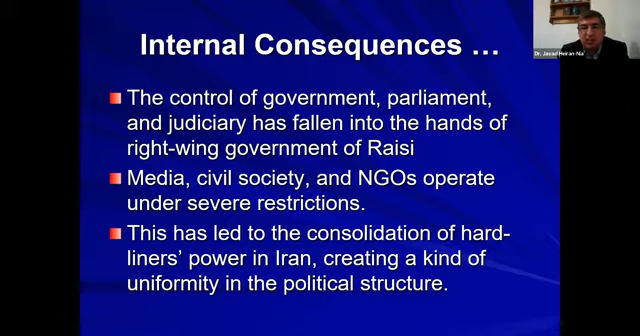 Internal Consequences …
Dr. Javad Heiran-Nia
The control of government, parliament,
and judiciary has fallen into the hands of
right-wing government of Raisi
Media, civil society, and NGOs operate
under severe restrictions.
This has led to the consolidation of hard-
liners' power in Iran, creating a kind of
uniformity in the political structure.